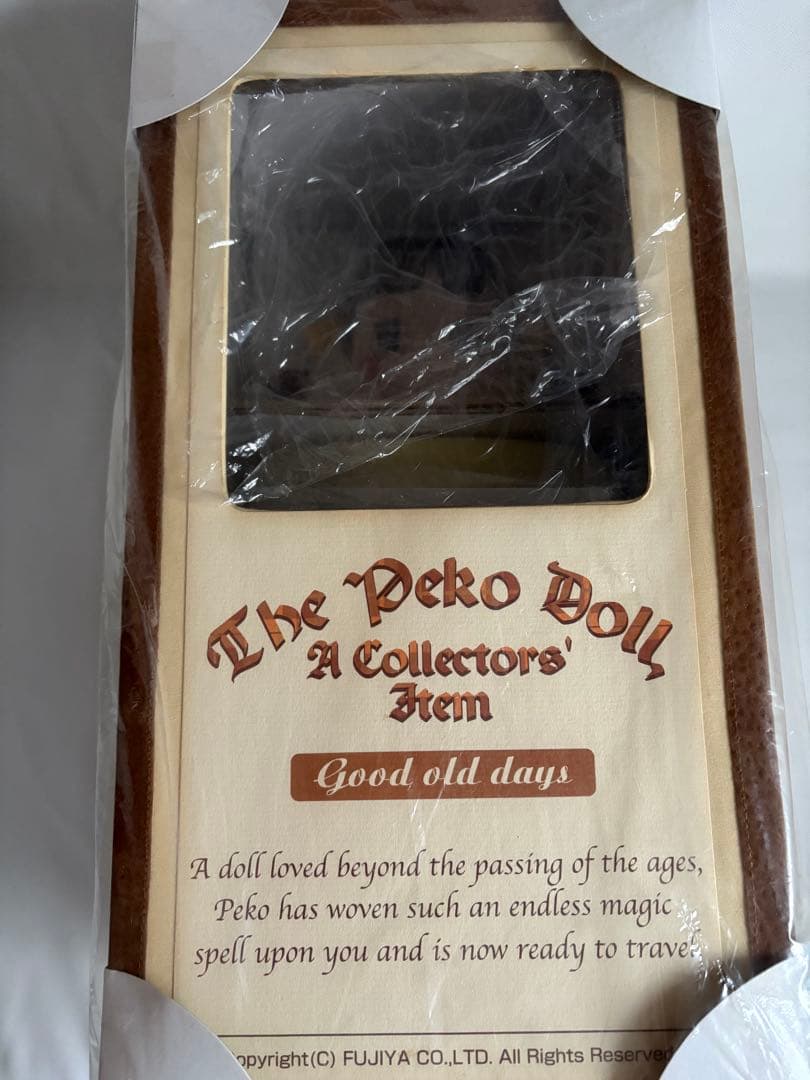 The Peko Doll
A Collectors'
Item
Good old days
A doll loved beyond the passing of the ages,
Peko has woven such an endless magic
spell upon you and is now ready to travel
opyright(C) FUJIYA CO.,LTD. All Rights Reserved